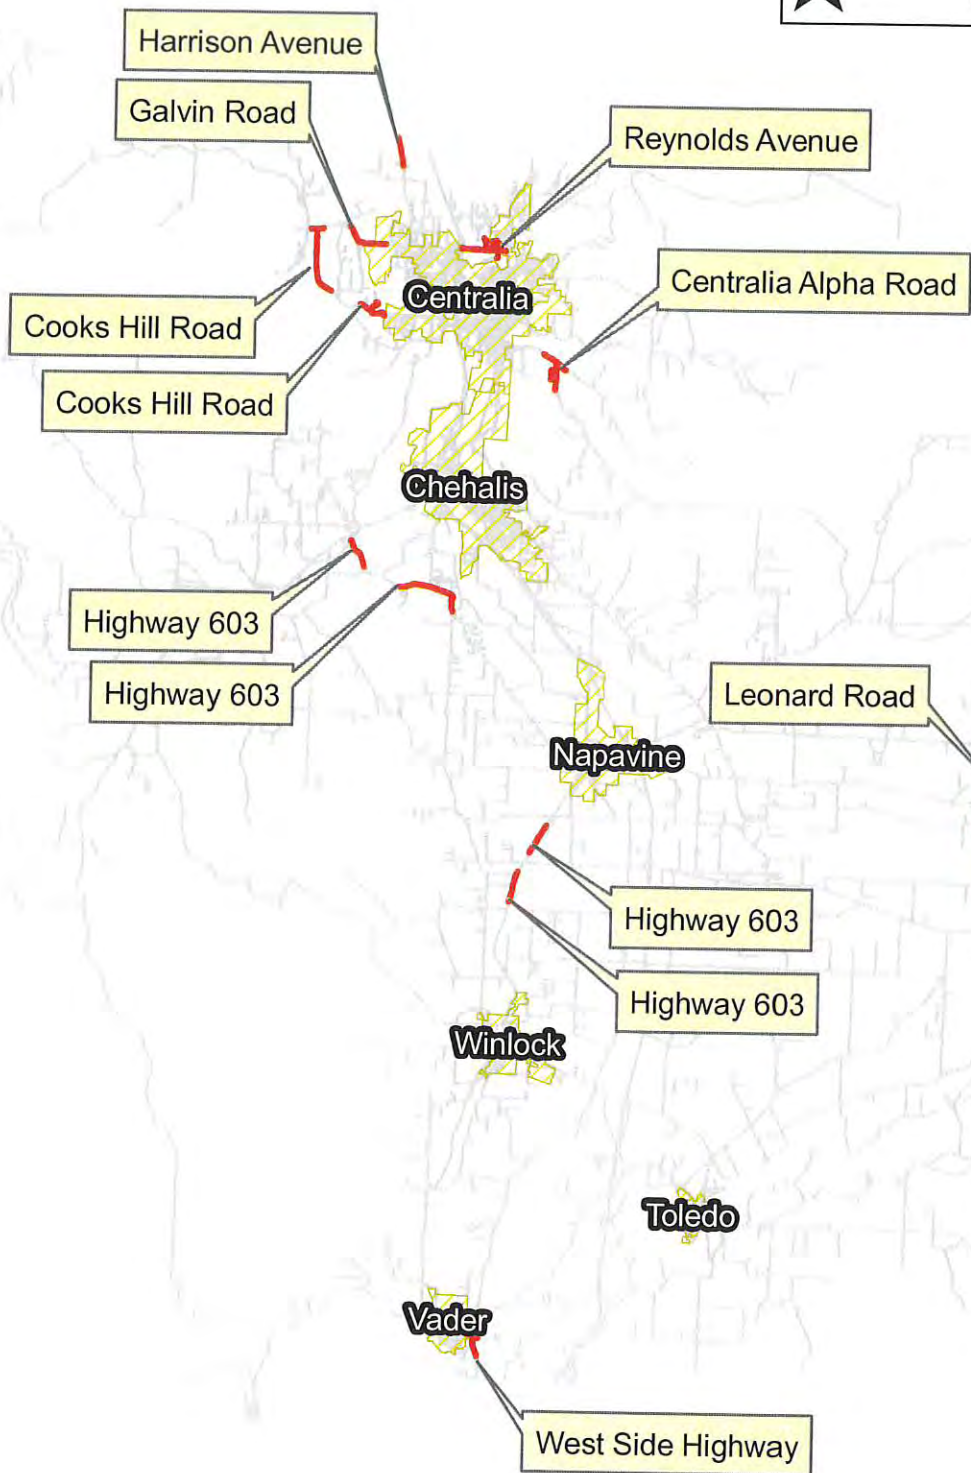 Harrison Avenue
Galvin Road
Reynolds Avenue
Centralia Alpha Road
Centralia
Cooks Hill Road
Cooks Hill Road
Chehalis
Highway 603
Highway 603
Leonard Road
Napavine
Highway 603
Highway 603
Winlock
Toledo
Vader
West Side Highway